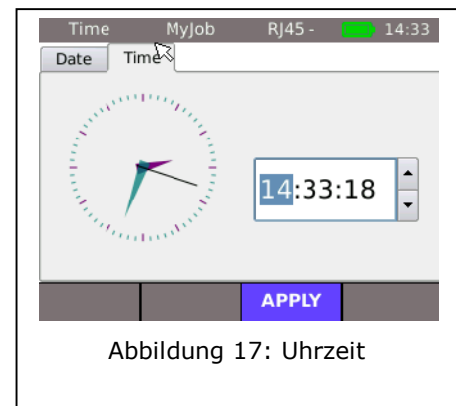 Time MyJob RJ45 - 14:33
Date Time
14:33:18
APPLY
Abbildung 17: Uhrzeit